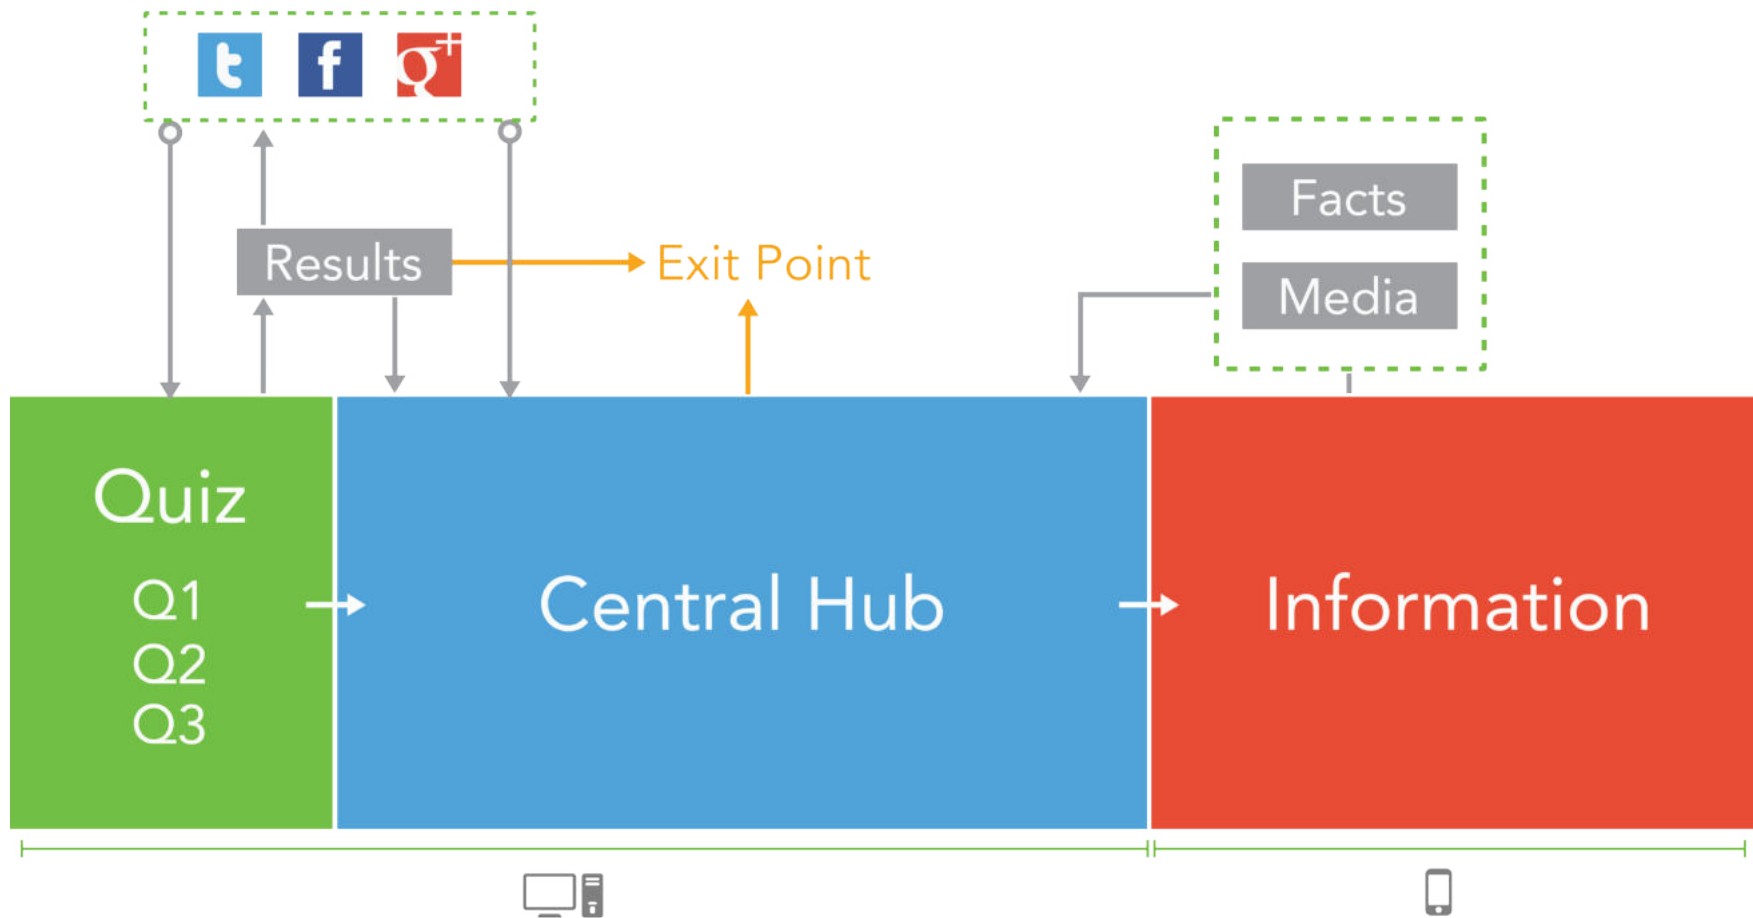 t f g+
Facts
Results
Exit Point
Media
Quiz
Q1
Q2
Q3
Central Hub
Information